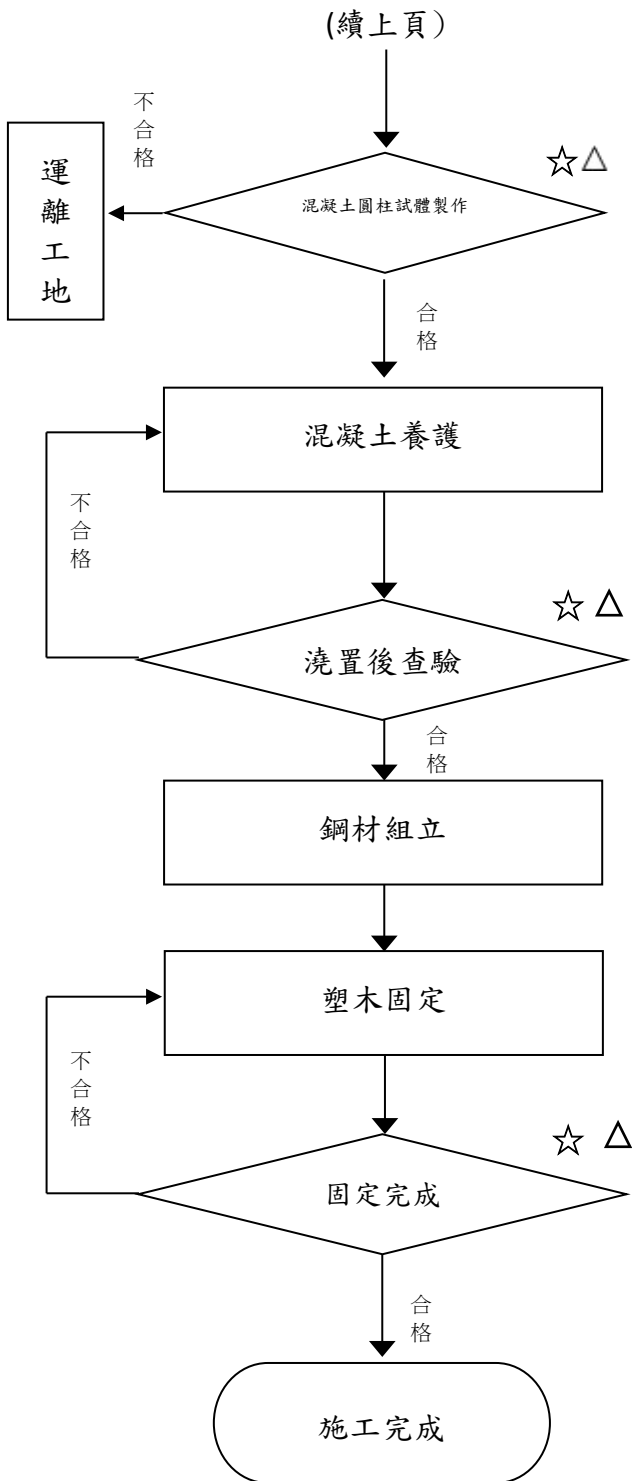 (續上頁）
不合格
☆△
運離工地
混凝土圓柱試體製作
合格
混凝土養護
不合格
☆ △
澆置後查驗
合格
鋼材組立
塑木固定
不合格
☆ △
固定完成
合格
施工完成